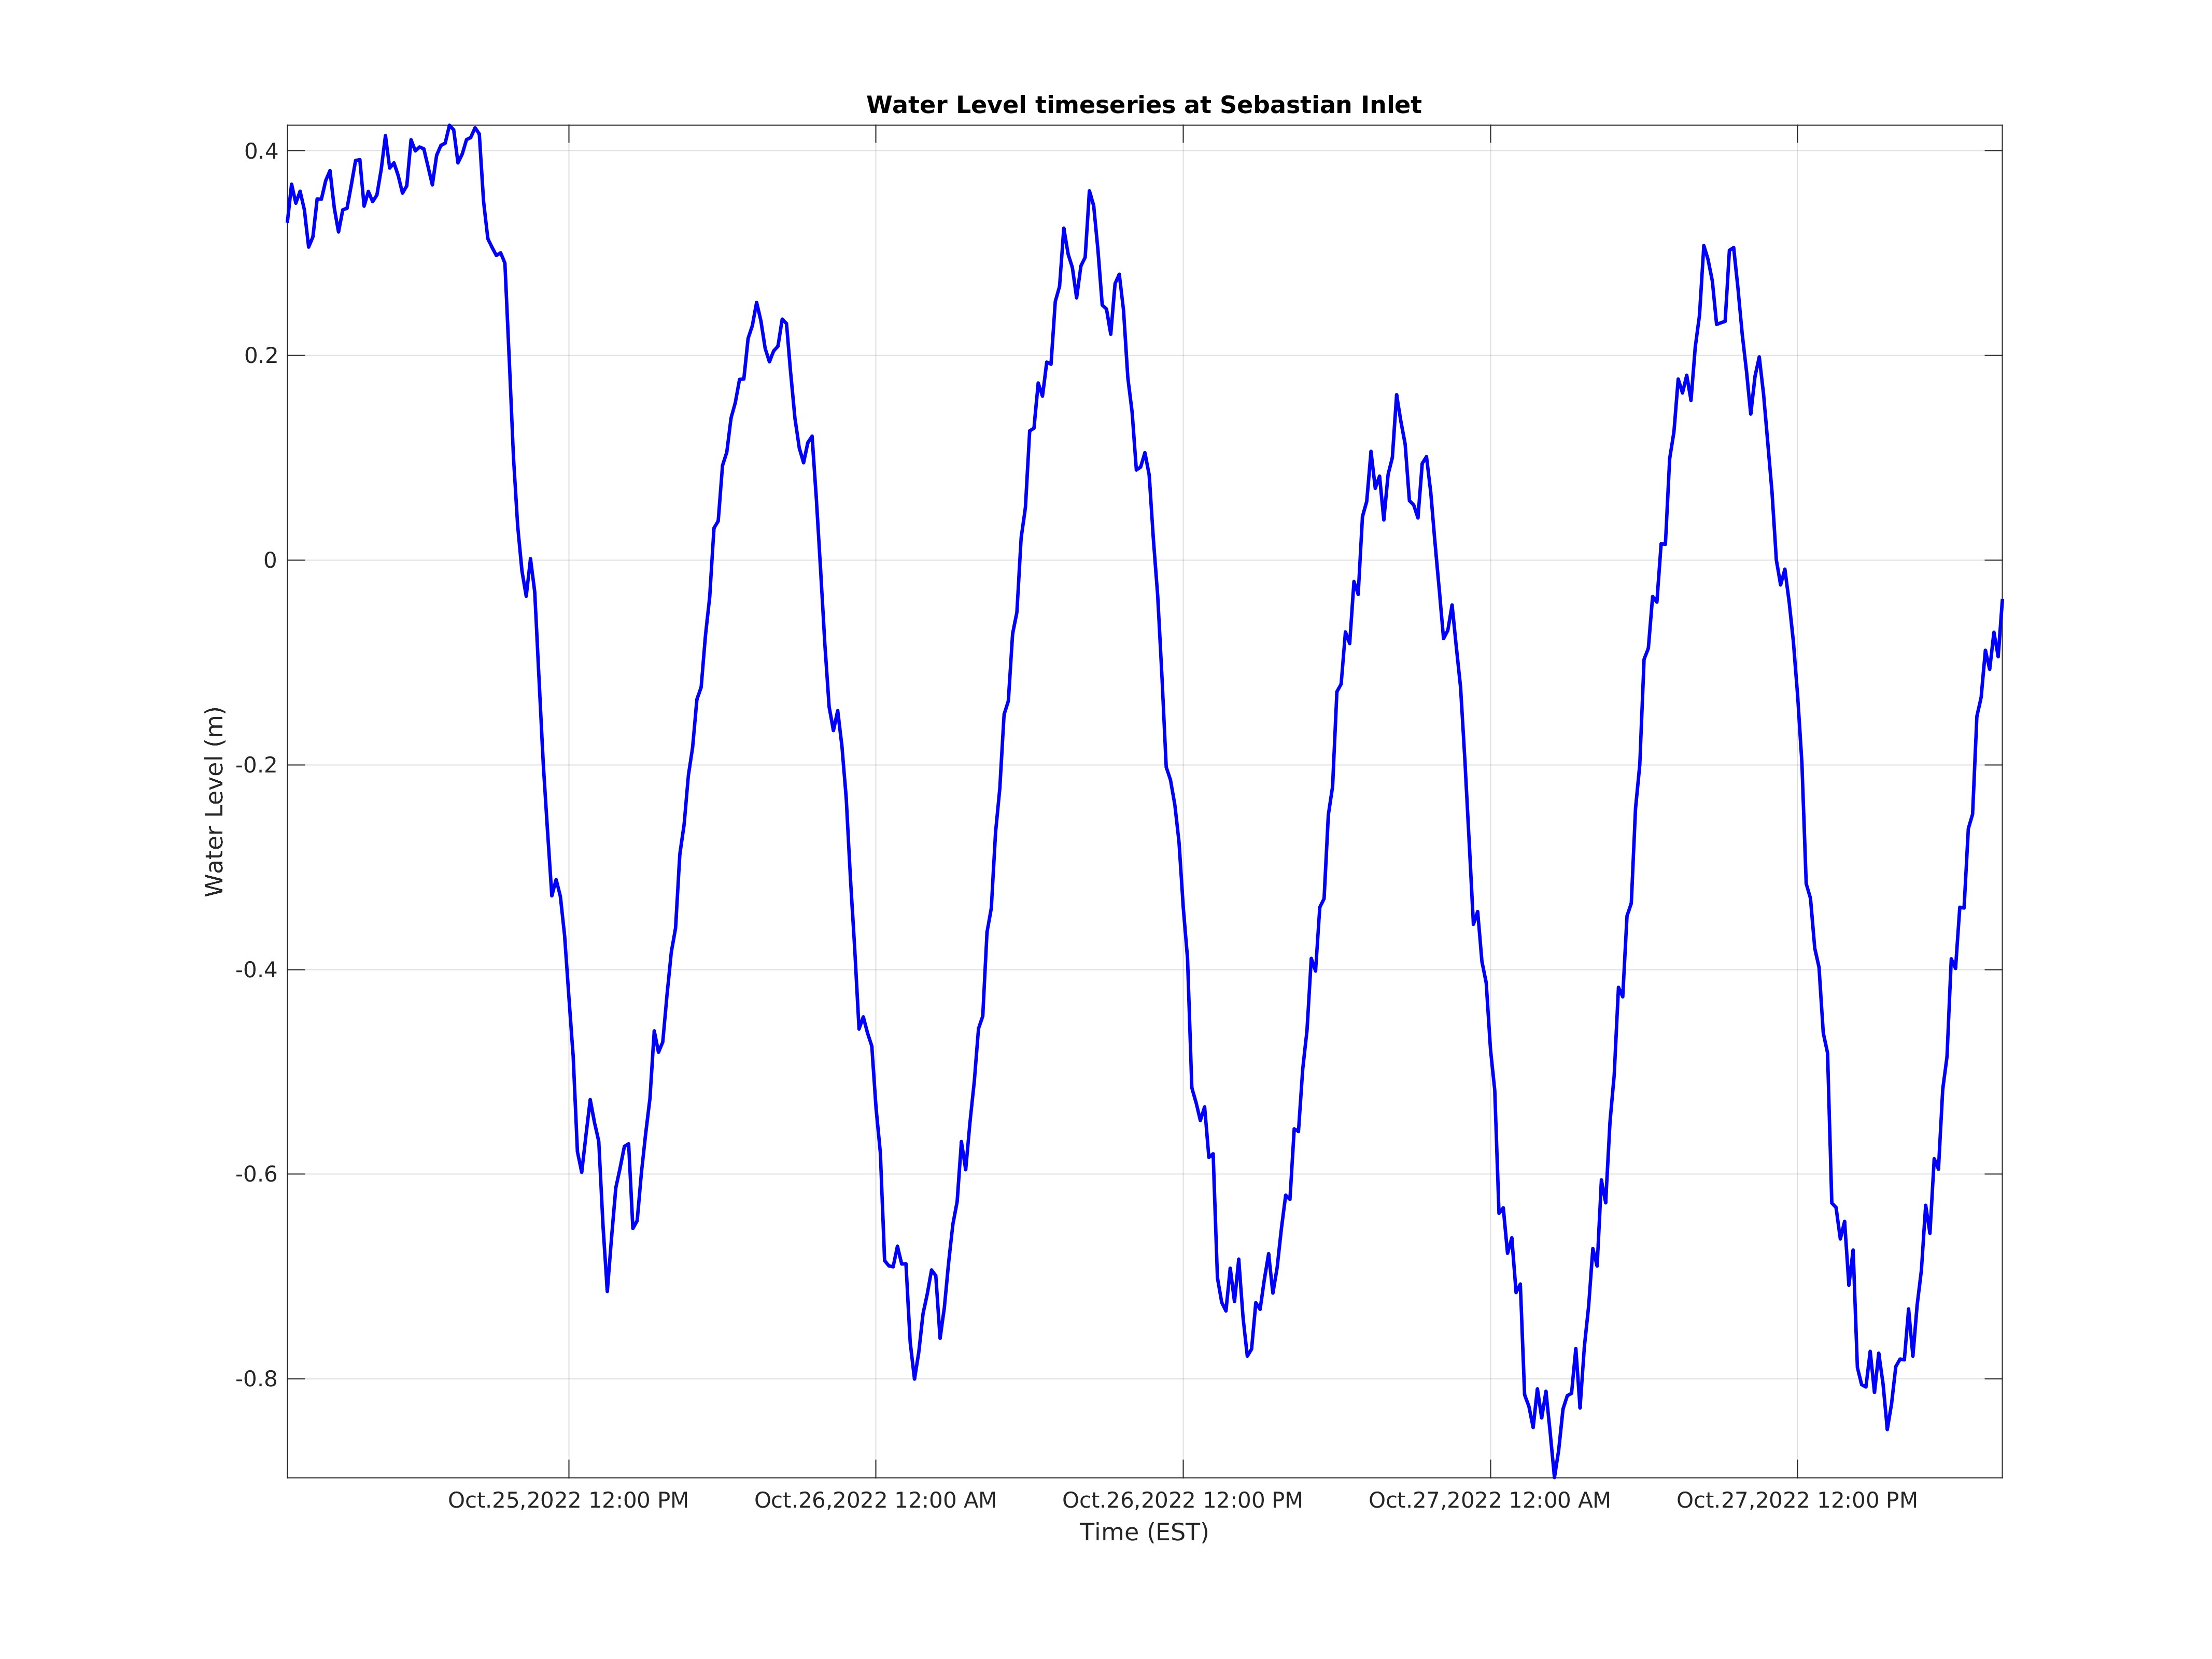 Water Level timeseries at Sebastian Inlet
0.4
0.2
0
-0.2
-0.4
-0.6
-0.8
Water Level (m)
Oct.25,2022 12:00 PM Oct.26,2022 12:00 AM Oct.26,2022 12:00 PM Oct.27,2022 12:00 AM Oct.27,2022 12:00 PM
Time (EST)